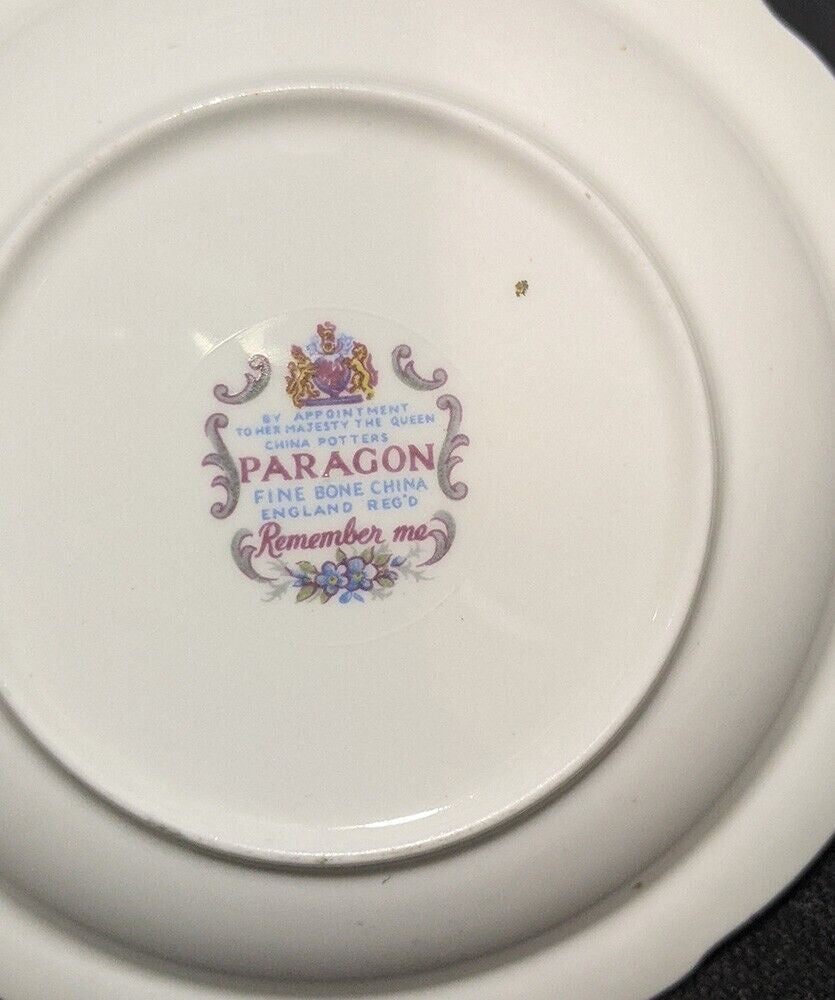 BY APPOINTMENT
TO HER MAJESTY THE QUEEN
CHINA POTTERS
PARAGON
FINE BONE CHINA
ENGLAND REG'D
Remember me